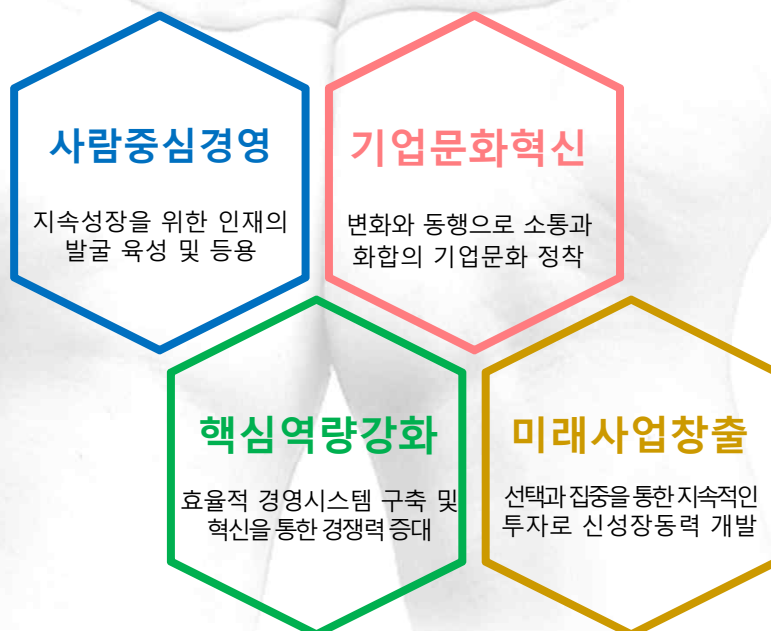 사람중심경영
지속성장을 위한 인재의
발굴 육성 및 등용
기업문화혁신
변화와 동행으로 소통과
화합의 기업문화 정착
핵심역량강화
효율적 경영시스템 구축 및
혁신을 통한 경쟁력 증대
미래사업창출
선택과 집중을 통한 지속적인
투자로 신성장동력 개발